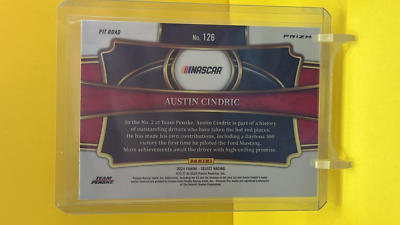 PIT ROAD
No. 126
PRIZM
NASCAR
AUSTIN CINDRIC
In the No. 2 at Team Penske, Austin Cindric is part of a history
of outstanding drivers who have taken the hot rod places.
He has made his own contributions, including a Daytona 500
victory the first time he piloted the Ford Mustang.
More achievements await the driver with high-ceiling promise.
TEAM
PENSKE
PANINI
2024 PANINI - SELECT RACING
SELECT